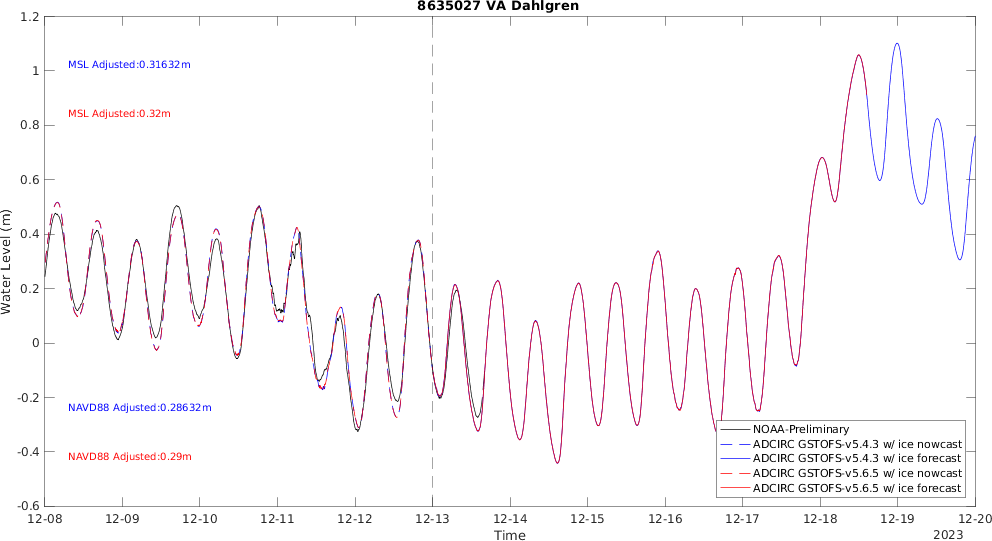 8635027 VA Dahlgren
1.2
1
0.8
0.6
0.4
0.2
0
-0.2
-0.4
-0.6
Water Level (m)
MSL Adjusted:0.31632m
MSL Adjusted:0.32m
NAVD88 Adjusted:0.28632m
NAVD88 Adjusted:0.29m
NOAA-Preliminary
ADCIRC GSTOFS-v5.4.3 w/ ice nowcast
ADCIRC GSTOFS-v5.4.3 w/ ice forecast
ADCIRC GSTOFS-v5.6.5 w/ ice nowcast
ADCIRC GSTOFS-v5.6.5 w/ ice forecast
12-08 12-09 12-10 12-11 12-12 12-13 12-14 12-15 12-16 12-17 12-18 12-19 12-20
Time
2023